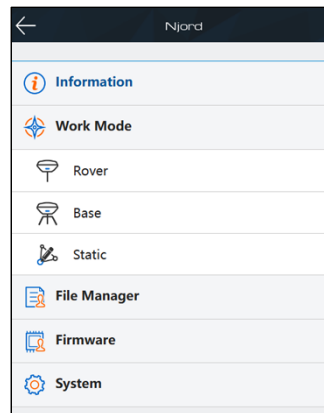 Njord
Information
Work Mode
Rover
Base
Static
File Manager
Firmware
System